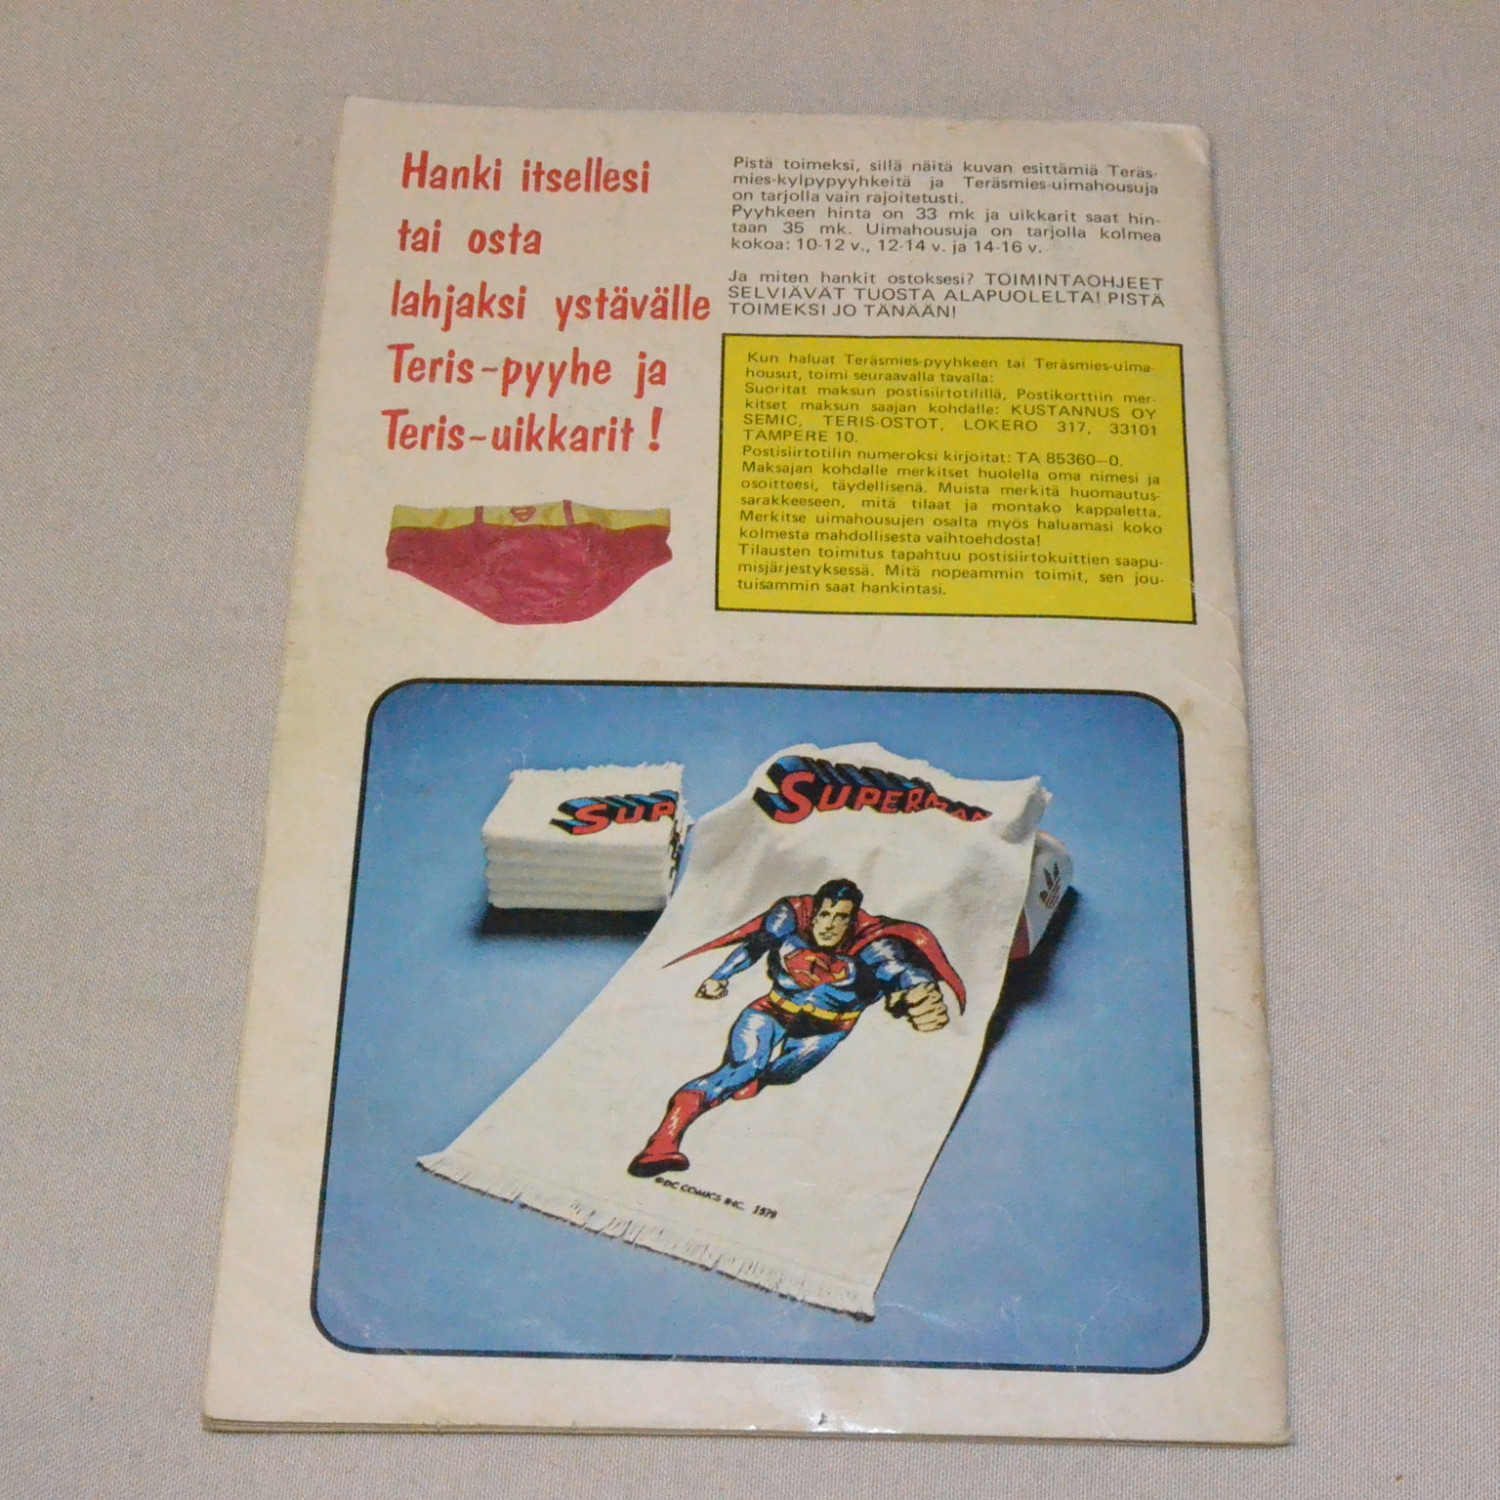 Hanki itsellesi
tai osta
lahjaksi ystävälle
Teris-pyyhe ja
Teris-uikkarit !
Pistä toimeksi, sillä näitä kuvan esittämiä Teräs-
mies-kylpypyyhkeitä ja Teräsmies-uimahousuja
on tarjolla vain rajoitetusti.
Pyyhkeen hinta on 33 mk ja uikkarit saat hin-
taan 35 mk. Uimahousuja on tarjolla kolmea
kokoa: 10-12 v., 12-14 v. ja 14-16 v.
Ja miten hankit ostoksesi? TOIMINTAOHJEET
SELVIÄVÄT TUOSTA ALAPUOLELTA! PISTÄ
TOIMEKSI JO TÄNÄÄN!
Kun haluat Teräsmies-pyyhkeen tai Teräsmies-uima-
housut, toimi seuraavalla tavalla:
Suoritat maksun postisiirtotilillä, Postikorttiin mer-
kitset maksun saajan kohdalle: KUSTANNUS OY
SEMIC, TERIS-OSTOT, LOKERO 317, 33101
TAMPERE 10.
Postisiirtotilin numeroksi kirjoitat: TA 85360-0.
Maksajan kohdalle merkitset huolella oma nimesi ja
osoitteesi, täydellisenä. Muista merkitä huomautus-
sarakkeeseen, mitä tilaat ja montako kappaletta.
Merkitse uimahousujen osalta myös haluamasi koko
kolmesta mahdollisesta vaihtoehdosta!
Tilausten toimitus tapahtuu postisiirtokuittien saapu-
misjärjestyksessä. Mitä nopeammin toimit, sen jou-
tuisammin saat hankintasi.
SUP
SUPERMAN
©DC COMICS INC. 1979